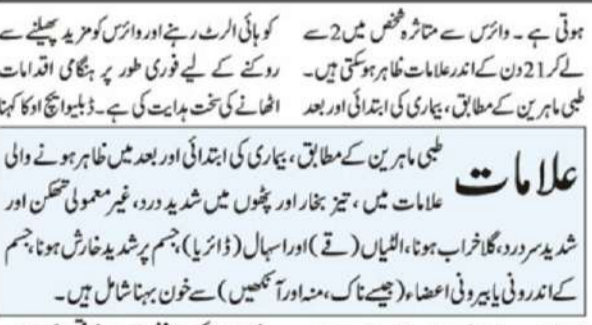 ہوتی ہے ۔ وائرس سے متاثرہ شخص میں 2 سے
لے کر 21 دن کے اندر علامات ظاہر ہوسکتی ہیں۔
طبی ماہرین کے مطابق، بیماری کی ابتدائی اور بعد
کو ہائی الرٹ رہنے اور وائرس کو مزید پھیلنے سے
روکنے کے لیے فوری طور پر ہنگامی اقدامات
اٹھانے کی سخت ہدایت کی ہے۔ ڈبلیو ایچ او کا کہنا
علامات
طبی ماہرین کے مطابق، بیماری کی ابتدائی اور بعد میں ظاہر ہونے والی
علامات میں ، تیز بخار اور پٹھوں میں شدید درد، غیر معمولی تھکن اور
شدید سر درد، گلا خراب ہونا، الٹیاں (قے) اور اسہال (ڈائریا)، جسم پر شدید خارش ہونا، جسم
کے اندرونی یا بیرونی اعضاء (جیسے ناک، منہ اور آنکھیں) سے خون بہنا شامل ہیں۔